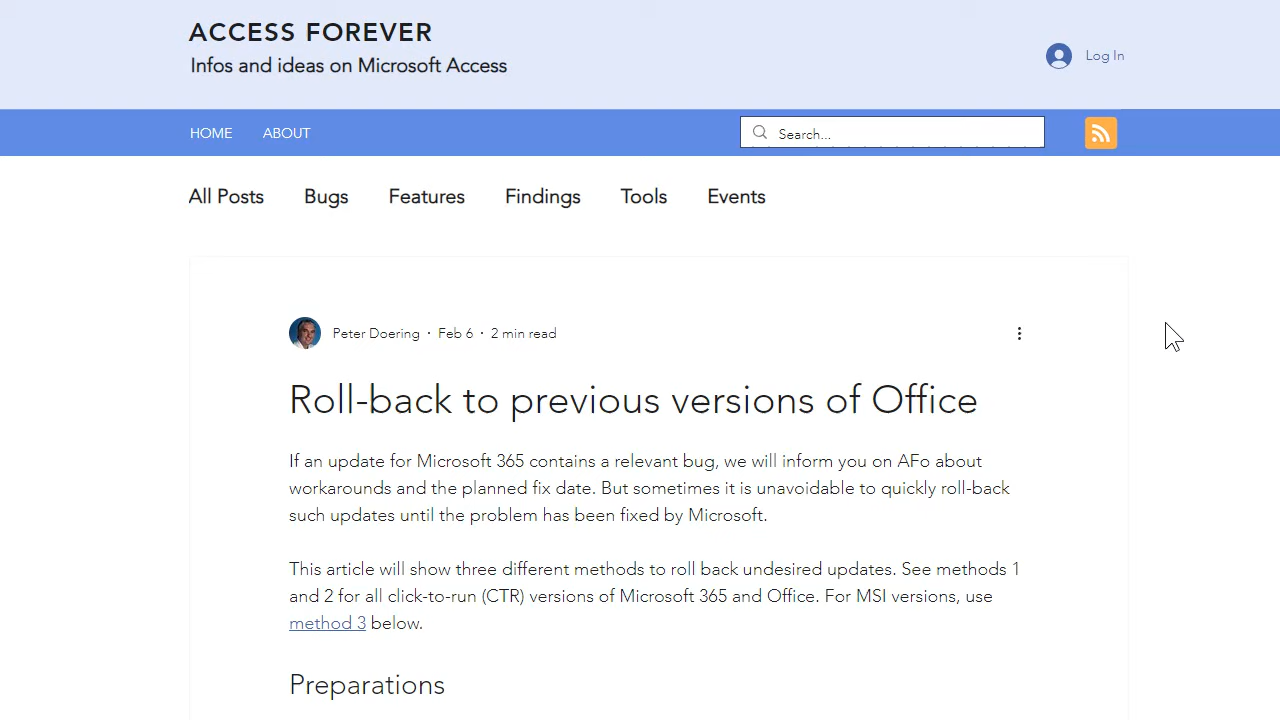 ACCESS FOREVER
Infos and ideas on Microsoft Access
Log In
HOME ABOUT
Search...
All Posts Bugs Features Findings Tools Events
Peter Doering · Feb 6 · 2 min read
Roll-back to previous versions of Office
If an update for Microsoft 365 contains a relevant bug, we will inform you on AFo about
workarounds and the planned fix date. But sometimes it is unavoidable to quickly roll-back
such updates until the problem has been fixed by Microsoft.
This article will show three different methods to roll back undesired updates. See methods 1
and 2 for all click-to-run (CTR) versions of Microsoft 365 and Office. For MSI versions, use
method 3 below.
Preparations